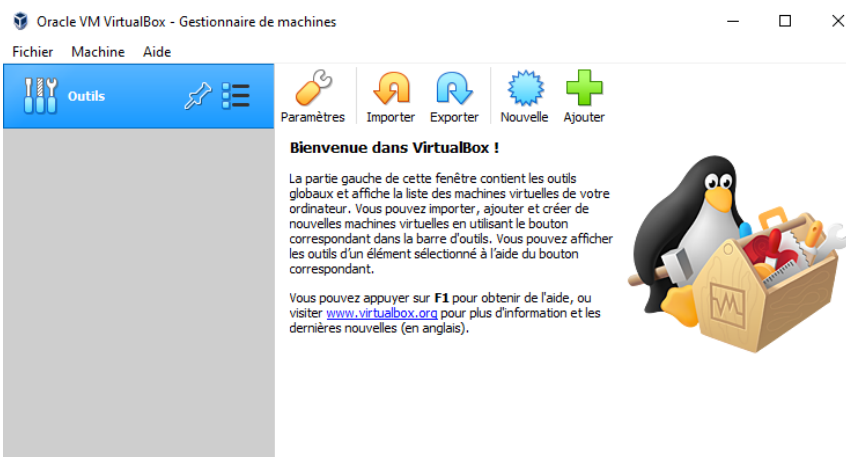 Oracle VM VirtualBox - Gestionnaire de machines
Fichier Machine Aide
Outils
Paramètres Importer Exporter Nouvelle Ajouter
Bienvenue dans VirtualBox !
La partie gauche de cette fenêtre contient les outils
globaux et affiche la liste des machines virtuelles de votre
ordinateur. Vous pouvez importer, ajouter et créer de
nouvelles machines virtuelles en utilisant le bouton
correspondant dans la barre d'outils. Vous pouvez afficher
les outils d’un élément sélectionné à l’aide du bouton
correspondant.
Vous pouvez appuyer sur F1 pour obtenir de l'aide, ou
visiter www.virtualbox.org pour plus d'information et les
dernières nouvelles (en anglais).